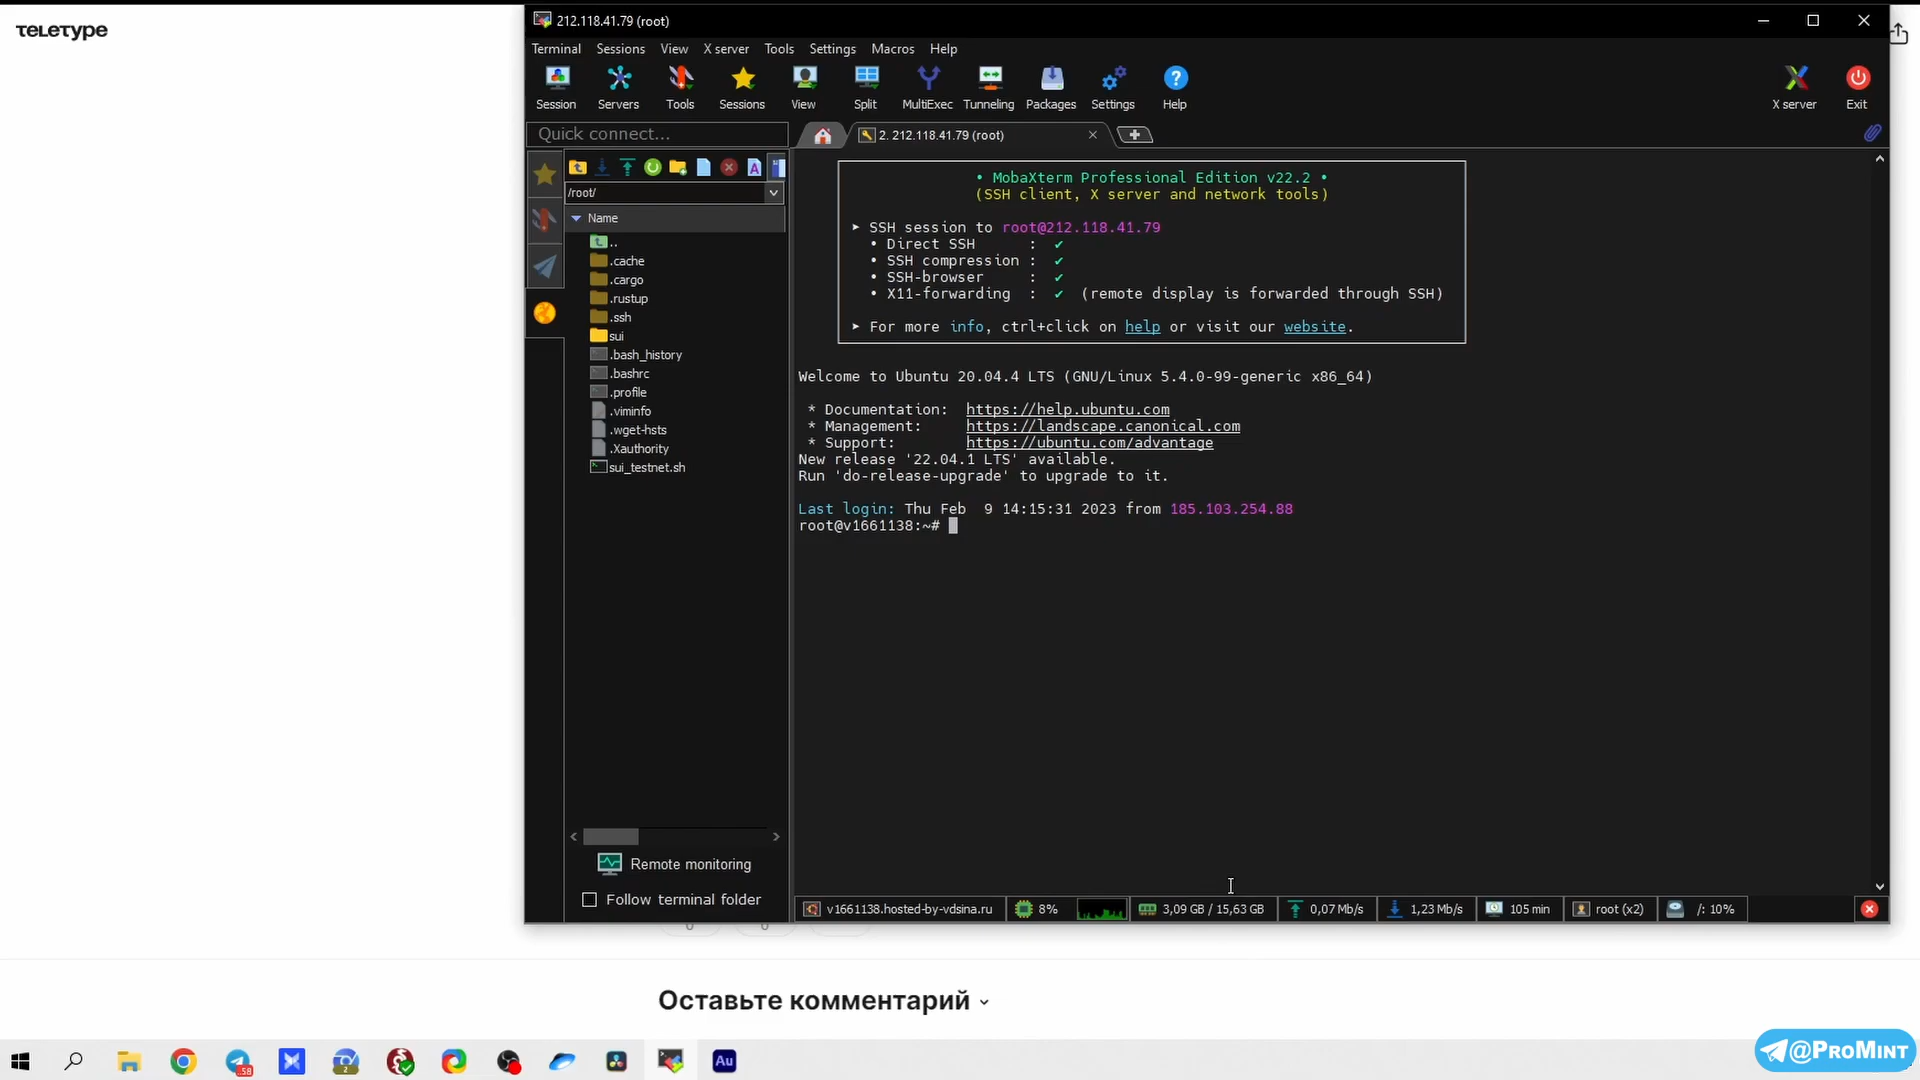 TELETYPE
212.118.41.79 (root)
Terminal Sessions View X server Tools Settings Macros Help
Session Servers Tools Sessions View Split MultiExec Tunneling Packages Settings Help X server Exit
Quick connect...
2. 212.118.41.79 (root)
/root/
Name
..
.cache
.cargo
.rustup
.ssh
sui
.bash_history
.bashrc
.profile
.viminfo
.wget-hsts
.Xauthority
sui_testnet.sh
Remote monitoring
Follow terminal folder
• MobaXterm Professional Edition v22.2 •
(SSH client, X server and network tools)
► SSH session to root@212.118.41.79
• Direct SSH : ✔
• SSH compression : ✔
• SSH-browser : ✔
• X11-forwarding : ✔ (remote display is forwarded through SSH)
► For more info, ctrl+click on help or visit our website.
Welcome to Ubuntu 20.04.4 LTS (GNU/Linux 5.4.0-99-generic x86_64)
* Documentation: https://help.ubuntu.com
* Management: https://landscape.canonical.com
* Support: https://ubuntu.com/advantage
New release '22.04.1 LTS' available.
Run 'do-release-upgrade' to upgrade to it.
Last login: Thu Feb 9 14:15:31 2023 from 185.103.254.88
root@v1661138:~#
v1661138.hosted-by-vdsina.ru 8% 3,09 GB / 15,63 GB 0,07 Mb/s 1,23 Mb/s 105 min root (x2) /: 10%
Оставьте комментарий
58
2
Au
@PROMINT